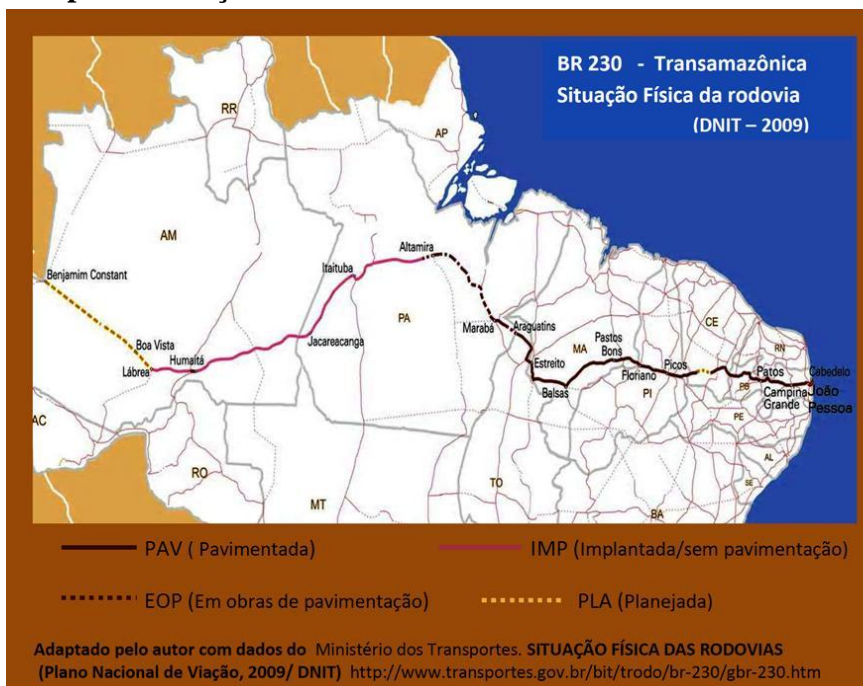 BR 230 - Transamazônica
Situação Física da rodovia
(DNIT – 2009)
RR
AP
AM
Altamira
Benjamim Constant
Itaituba
PA
CE
Boa Vista
Marabá
Araguatins
MA
Pastos
Bons
RN
Lábrea
Humaitá
Jacareacanga
Estreito
Picos
Patos
Cabedelo
Balsas
Floriano
PI
PB
Campina
Grande
João
Pessoa
AC
PE
RO
MT
TO
AL
SE
BA
PAV ( Pavimentada)
IMP (Implantada/sem pavimentação)
EOP (Em obras de pavimentação)
PLA (Planejada)
Adaptado pelo autor com dados do Ministério dos Transportes. SITUAÇÃO FÍSICA DAS RODOVIAS
(Plano Nacional de Viação, 2009/ DNIT) http://www.transportes.gov.br/bit/trodo/br-230/gbr-230.htm